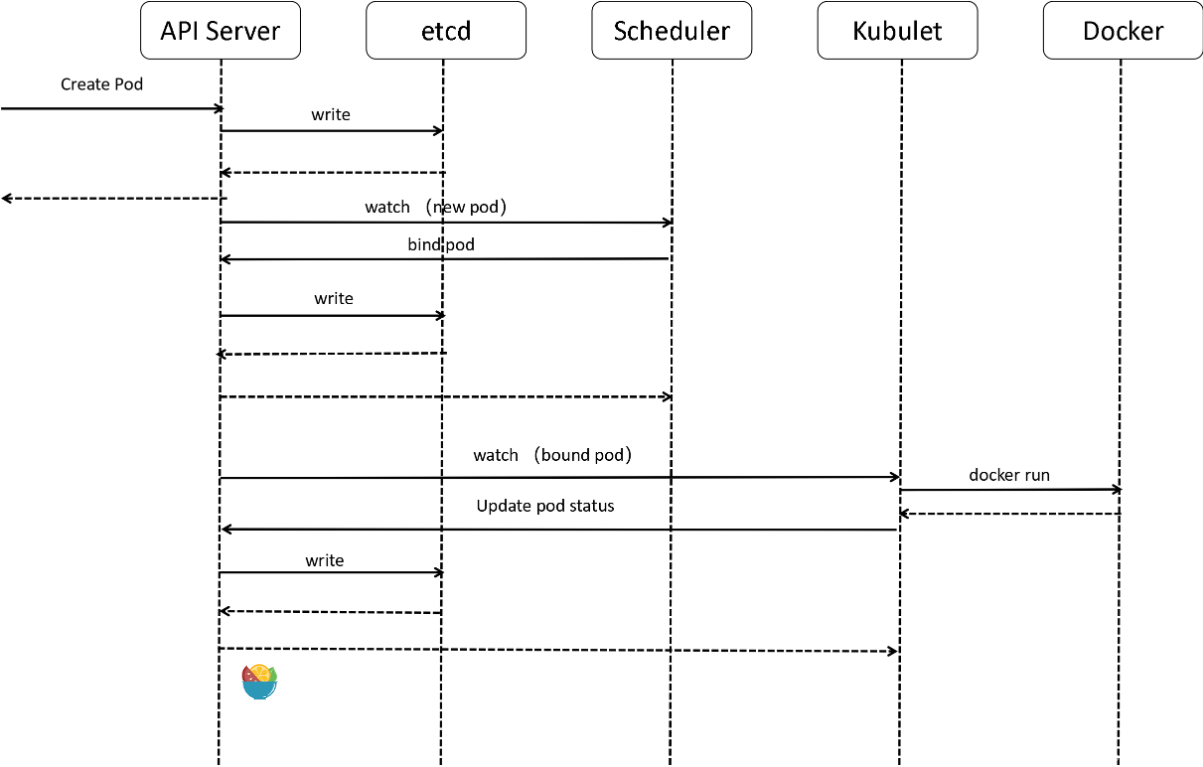 API Server
etcd
Scheduler
Kubulet
Docker
Create Pod
write
watch （new pod）
bind pod
write
watch （bound pod）
docker run
Update pod status
write